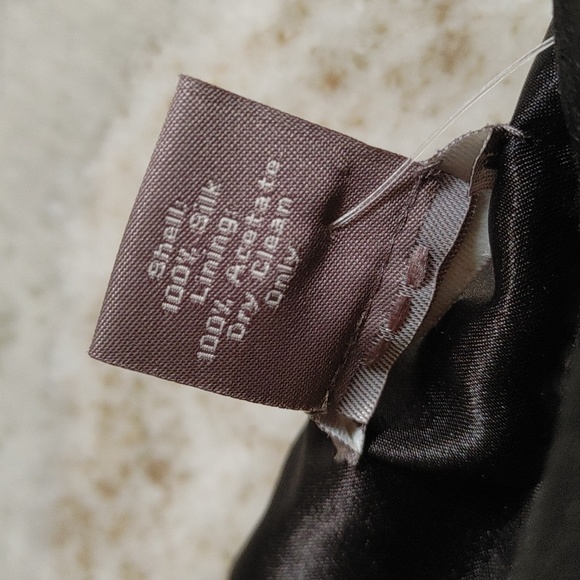 Shell:
100% Silk
Lining
100% Acetate
Dry Clean
Only